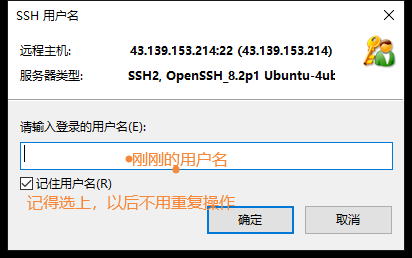 SSH 用户名
远程主机: 43.139.153.214:22 (43.139.153.214)
服务器类型: SSH2, OpenSSH_8.2p1 Ubuntu-4ub
请输入登录的用户名(E):
刚刚的用户名
记住用户名(R)
记得选上，以后不用重复操作
确定 取消